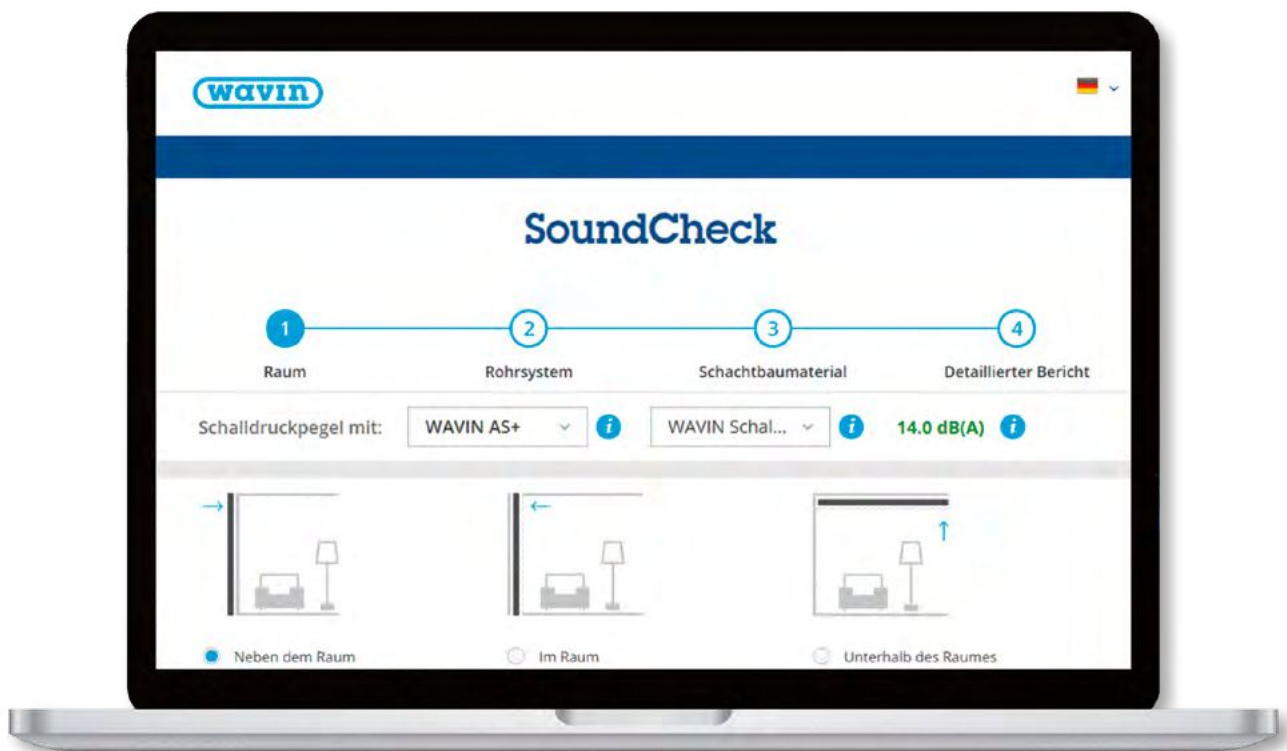 wavin
SoundCheck
1 2 3 4
Raum Rohrsystem Schachtbaumaterial Detaillierter Bericht
Schalldruckpegel mit: WAVIN AS+ i WAVIN Schal... i 14.0 dB(A) i
Neben dem Raum Im Raum Unterhalb des Raumes